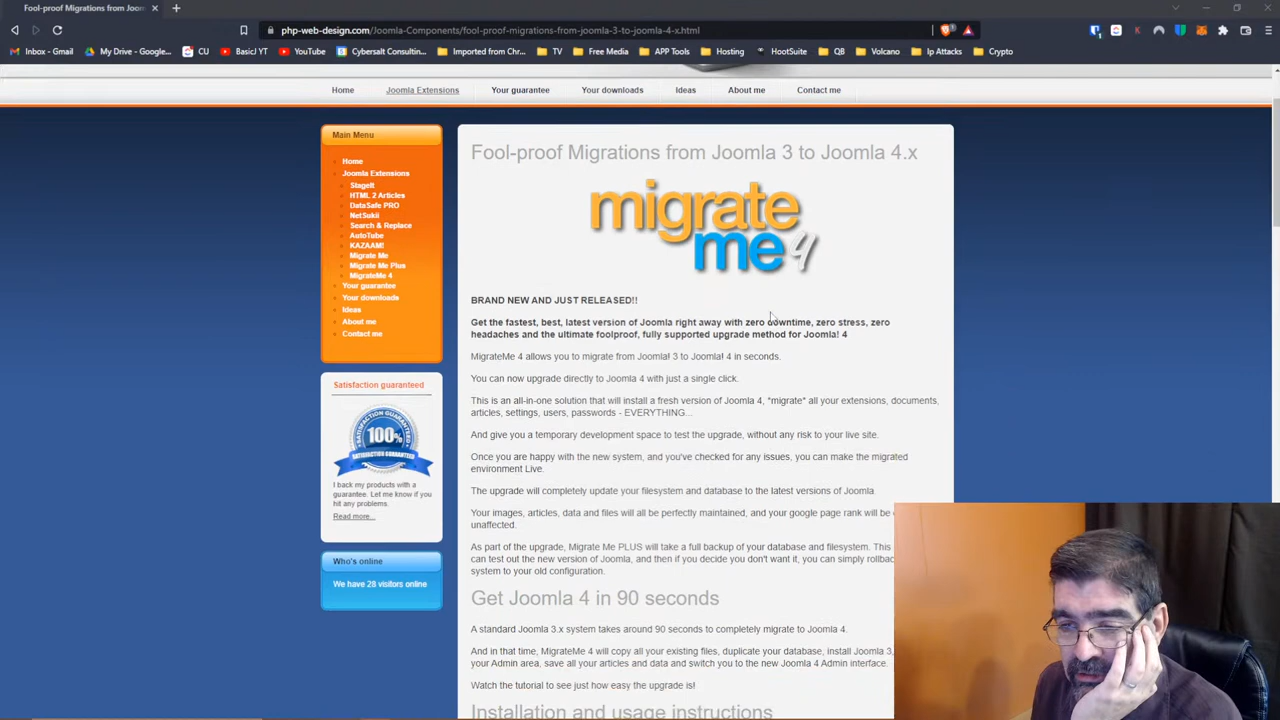 Fool-proof Migrations from Joom
php-web-design.com/Joomla-Components/fool-proof-migrations-from-joomla-3-to-joomla-4-x.html
Inbox - Gmail
My Drive - Google...
CU
BasicJ YT
YouTube
Cybersalt Consultin...
Imported from Chr...
TV
Free Media
APP Tools
Hosting
HootSuite
QB
Volcano
Ip Attacks
Crypto
Home
Joomla Extensions
Your guarantee
Your downloads
Ideas
About me
Contact me
Main Menu
Home
Joomla Extensions
StageIt
HTML 2 Articles
DataSafe PRO
NetSukii
Search & Replace
AutoTube
KAZAAM!
Migrate Me
Migrate Me Plus
MigrateMe 4
Your guarantee
Your downloads
Ideas
About me
Contact me
Satisfaction guaranteed
SATISFACTION GUARANTEED
100%
I back my products with a
guarantee. Let me know if you
hit any problems.
Read more...
Who's online
We have 28 visitors online
Fool-proof Migrations from Joomla 3 to Joomla 4.x
migrate
me 4
BRAND NEW AND JUST RELEASED!!
Get the fastest, best, latest version of Joomla right away with zero downtime, zero stress, zero
headaches and the ultimate foolproof, fully supported upgrade method for Joomla! 4
MigrateMe 4 allows you to migrate from Joomla! 3 to Joomla! 4 in seconds.
You can now upgrade directly to Joomla 4 with just a single click.
This is an all-in-one solution that will install a fresh version of Joomla 4, *migrate* all your extensions, documents,
articles, settings, users, passwords - EVERYTHING...
And give you a temporary development space to test the upgrade, without any risk to your live site.
Once you are happy with the new system, and you've checked for any issues, you can make the migrated
environment Live.
The upgrade will completely update your filesystem and database to the latest versions of Joomla
Your images, articles, data and files will all be perfectly maintained, and your google page rank will be
unaffected.
As part of the upgrade, Migrate Me PLUS will take a full backup of your database and filesystem. This
can test out the new version of Joomla, and then if you decide you don't want it, you can simply rollback
system to your old configuration.
Get Joomla 4 in 90 seconds
A standard Joomla 3.x system takes around 90 seconds to completely migrate to Joomla 4.
And in that time, MigrateMe 4 will copy all your existing files, duplicate your database, install Joomla 3,
your Admin area, save all your articles and data and switch you to the new Joomla 4 Admin interface.
Watch the tutorial to see just how easy the upgrade is!
Installation and usage instructions